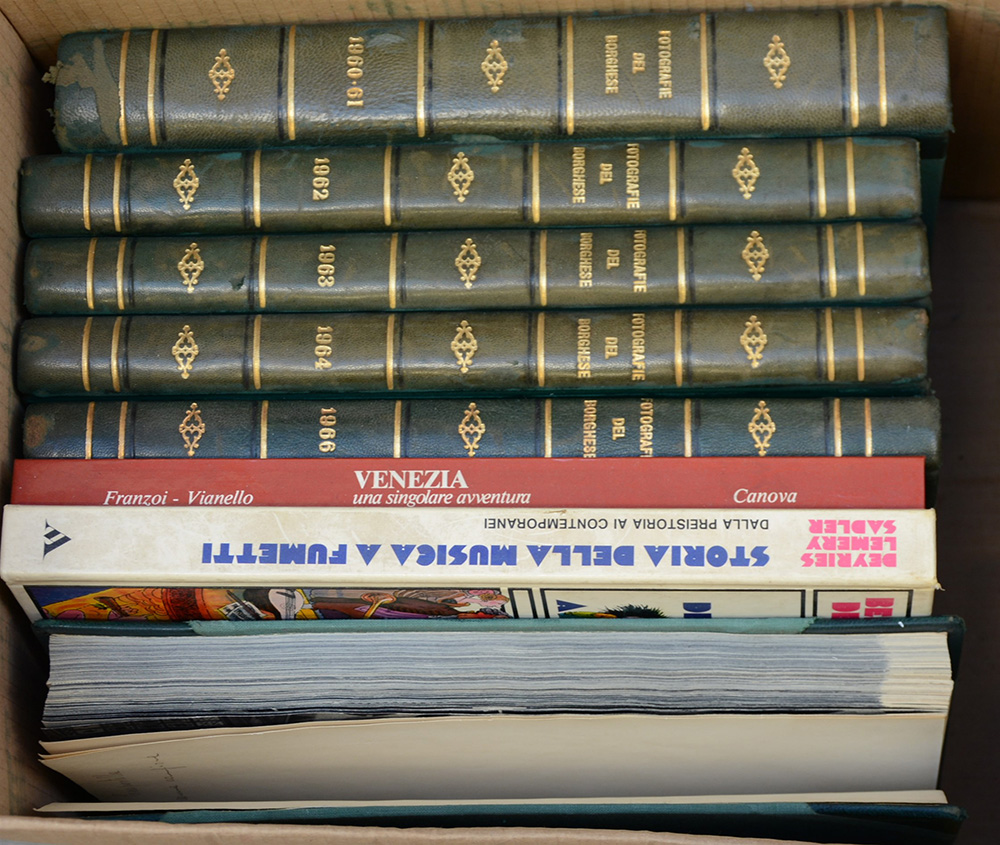 1960-61
FOTOGRAFIE
DEL
BORGHESE
1962
FOTOGRAFIE
DEL
BORGHESE
1963
FOTOGRAFIE
DEL
BORGHESE
1964
FOTOGRAFIE
DEL
BORGHESE
1966
FOTOGRAFI
DEL
BORGHESE
Franzoi - Vianello
VENEZIA
una singolare avventura
Canova
DEYRIES
LEMERY
SADLER
STORIA DELLA MUSICA A FUMETTI
DALLA PREISTORIA AI CONTEMPORANEI